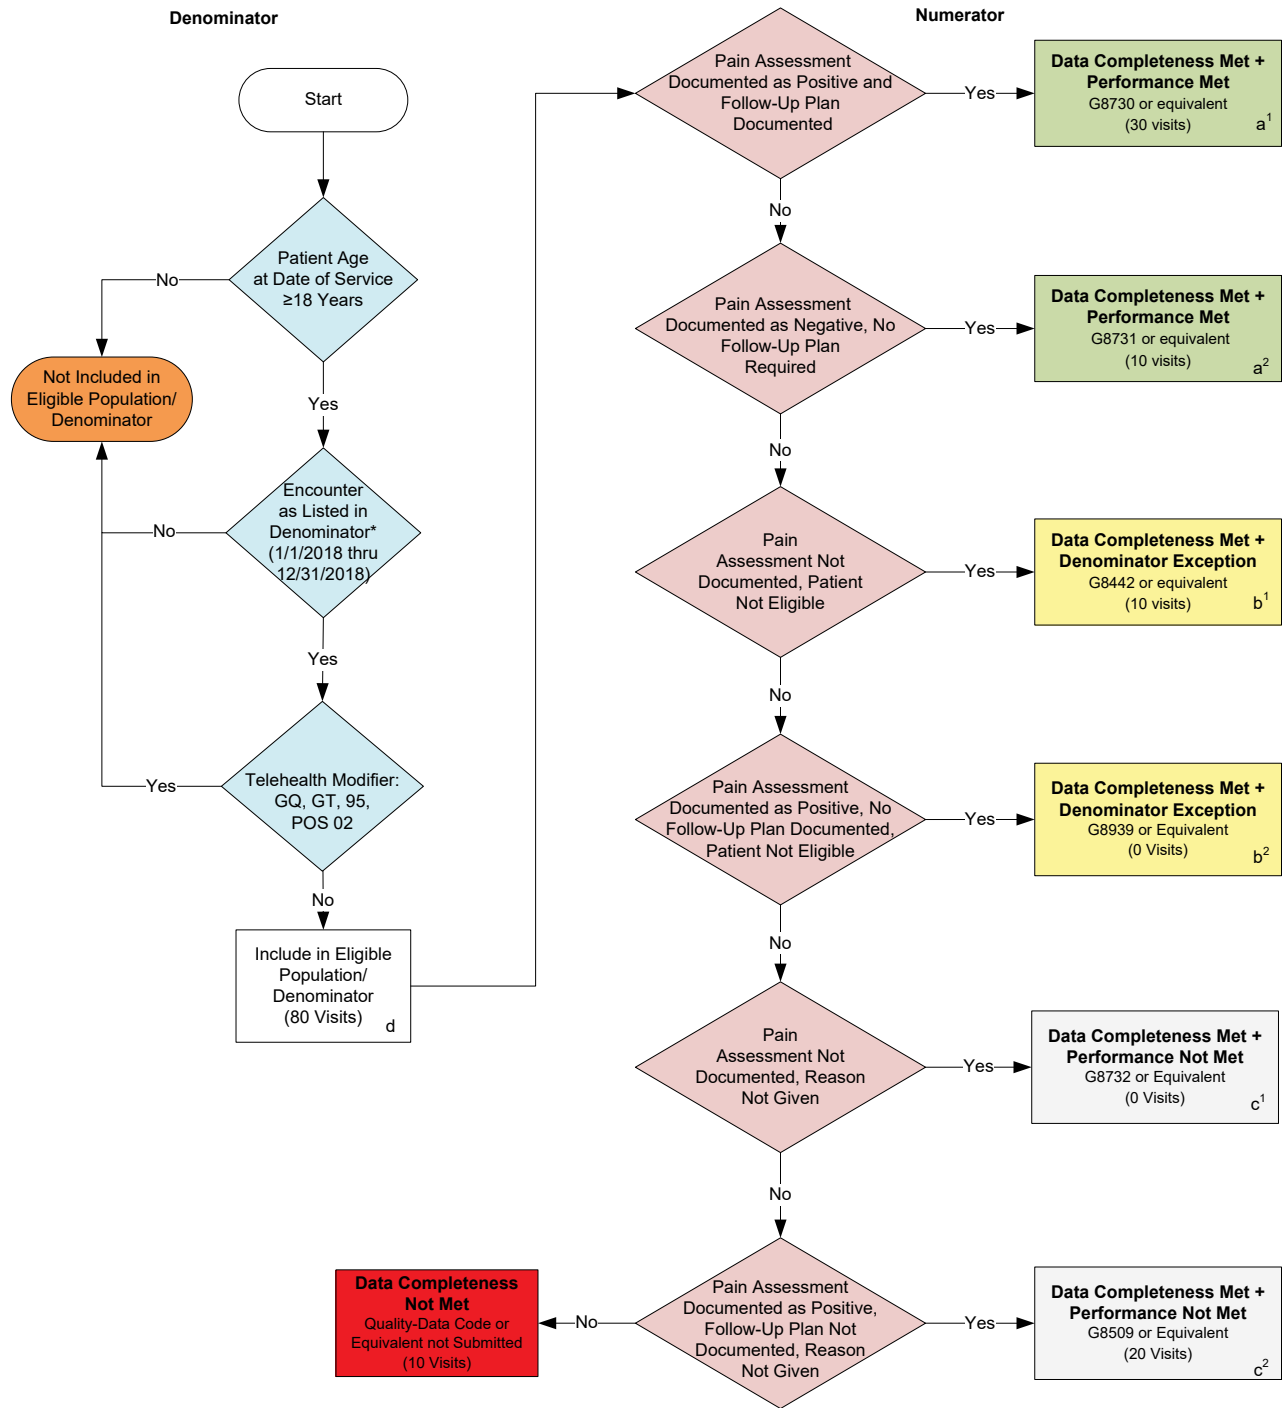 Denominator
Numerator
Start
Patient Age
at Date of Service
≥18 Years
No
Not Included in
Eligible Population/
Denominator
Yes
Encounter
as Listed in
Denominator*
(1/1/2018 thru
12/31/2018)
No
Yes
Telehealth Modifier:
GQ, GT, 95,
POS 02
Yes
No
Include in Eligible
Population/
Denominator
(80 Visits)
d
Pain Assessment
Documented as Positive and
Follow-Up Plan
Documented
Yes
Data Completeness Met +
Performance Met
G8730 or equivalent
(30 visits)
a1
No
Pain Assessment
Documented as Negative, No
Follow-Up Plan
Required
Yes
Data Completeness Met +
Performance Met
G8731 or equivalent
(10 visits)
a2
No
Pain
Assessment Not
Documented, Patient
Not Eligible
Yes
Data Completeness Met +
Denominator Exception
G8442 or equivalent
(10 visits)
b1
No
Pain Assessment
Documented as Positive, No
Follow-Up Plan Documented,
Patient Not Eligible
Yes
Data Completeness Met +
Denominator Exception
G8939 or Equivalent
(0 Visits)
b2
No
Pain
Assessment Not
Documented, Reason
Not Given
Yes
Data Completeness Met +
Performance Not Met
G8732 or Equivalent
(0 Visits)
c1
No
Pain Assessment
Documented as Positive,
Follow-Up Plan Not
Documented, Reason
Not Given
Yes
Data Completeness Met +
Performance Not Met
G8509 or Equivalent
(20 Visits)
c2
No
Data Completeness
Not Met
Quality-Data Code or
Equivalent not Submitted
(10 Visits)